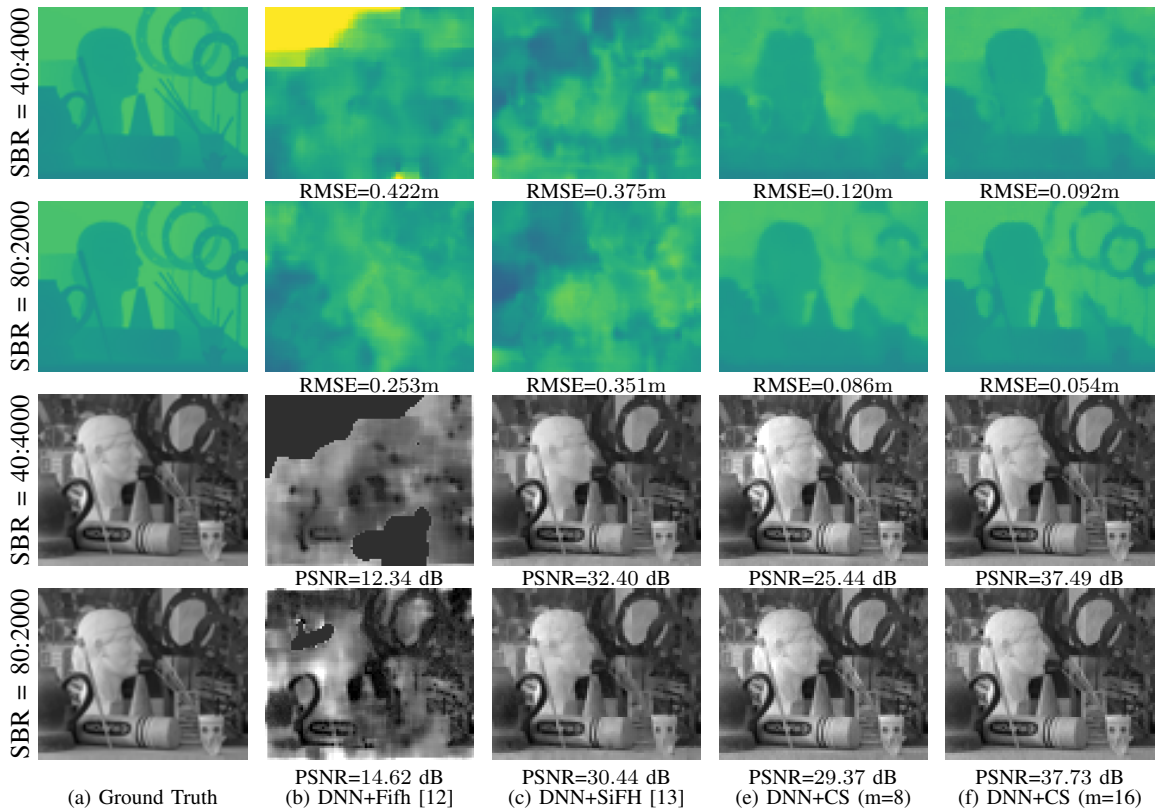 SBR = 40:4000
RMSE=0.422m
RMSE=0.375m
RMSE=0.120m
RMSE=0.092m
SBR = 80:2000
RMSE=0.253m
RMSE=0.351m
RMSE=0.086m
RMSE=0.054m
SBR = 40:4000
PSNR=12.34 dB
PSNR=32.40 dB
PSNR=25.44 dB
PSNR=37.49 dB
SBR = 80:2000
PSNR=14.62 dB
PSNR=30.44 dB
PSNR=29.37 dB
PSNR=37.73 dB
(a) Ground Truth
(b) DNN+Fifh [12]
(c) DNN+SiFH [13]
(e) DNN+CS (m=8)
(f) DNN+CS (m=16)